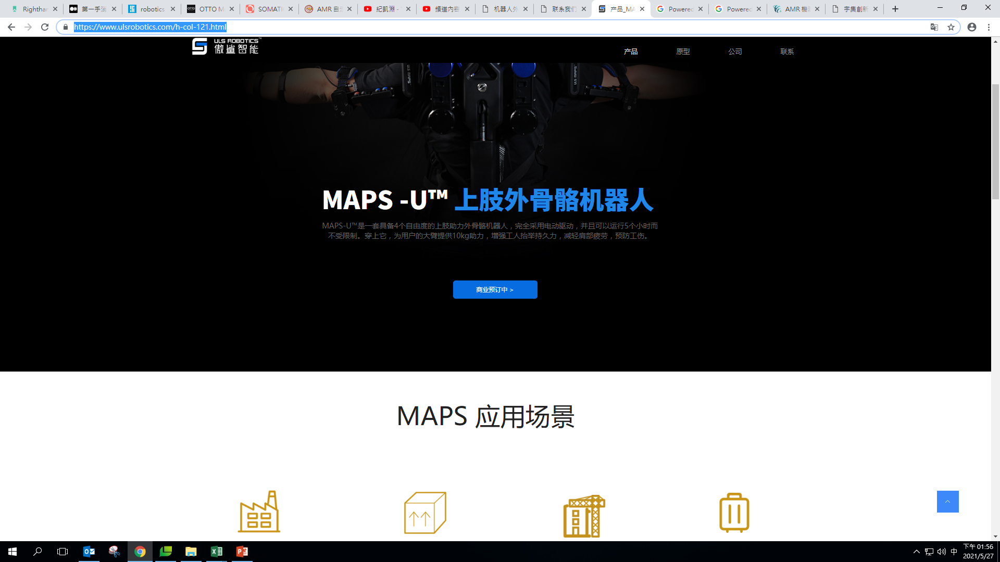 Righthar
第一手消
robotics
OTTO M
SOMATI
AMR 自
紀凱淵 -
頻道內容
机器人外
联系我们
产品_MA
Powered
Powered
AMR 機
字集創新
https://www.ulsrobotics.com/h-col-121.html
ULS ROBOTICS™
傲鲨智能
产品
原型
公司
联系
MAPS -U™ 上肢外骨骼机器人
MAPS-U™是一套具备4个自由度的上肢助力外骨骼机器人，完全采用电动驱动，并且可以运行5个小时而
不受限制。穿上它，为用户的大臂提供10kg助力，增强工人抬举持久力，减轻肩部疲劳，预防工伤。
商业预订中 >
MAPS 应用场景
中
下午 01:56
2021/5/27